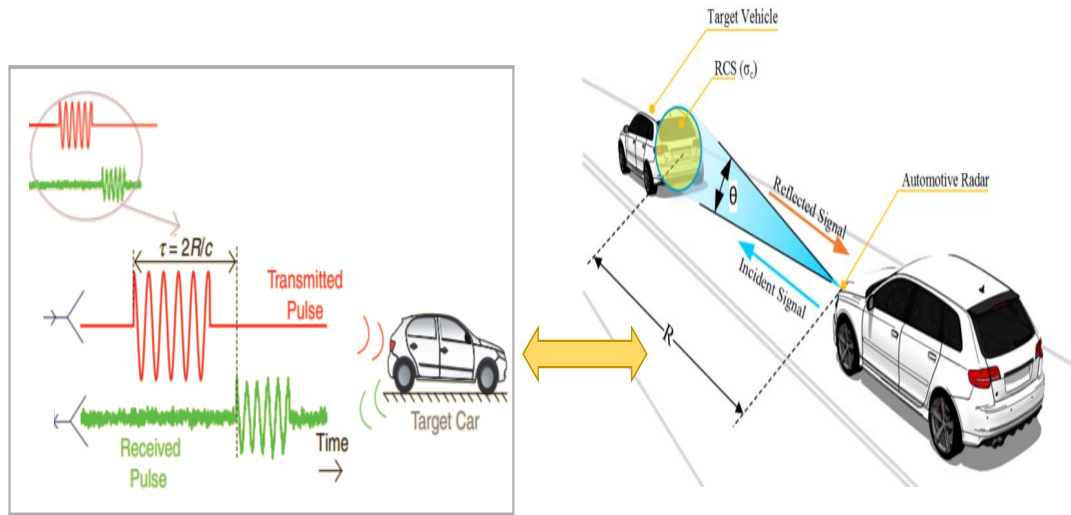 τ = 2R/c
Transmitted
Pulse
Received
Pulse
Time
Target Car
Target Vehicle
RCS (σc)
Automotive Radar
θ
Reflected Signal
Incident Signal
R